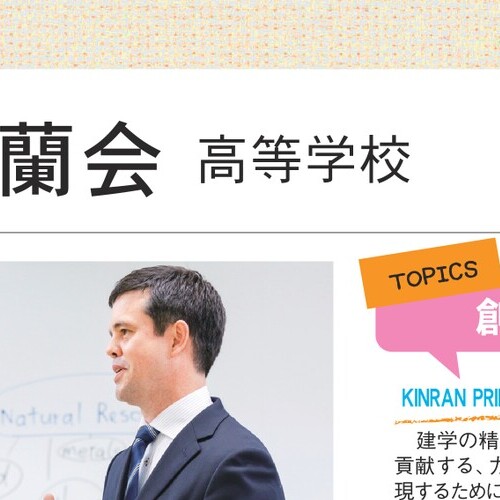 蘭会 高等学校
TOPICS
創
KINRAN PRI
Natural Reso
metal
建学の精
貢献する、力
現するために